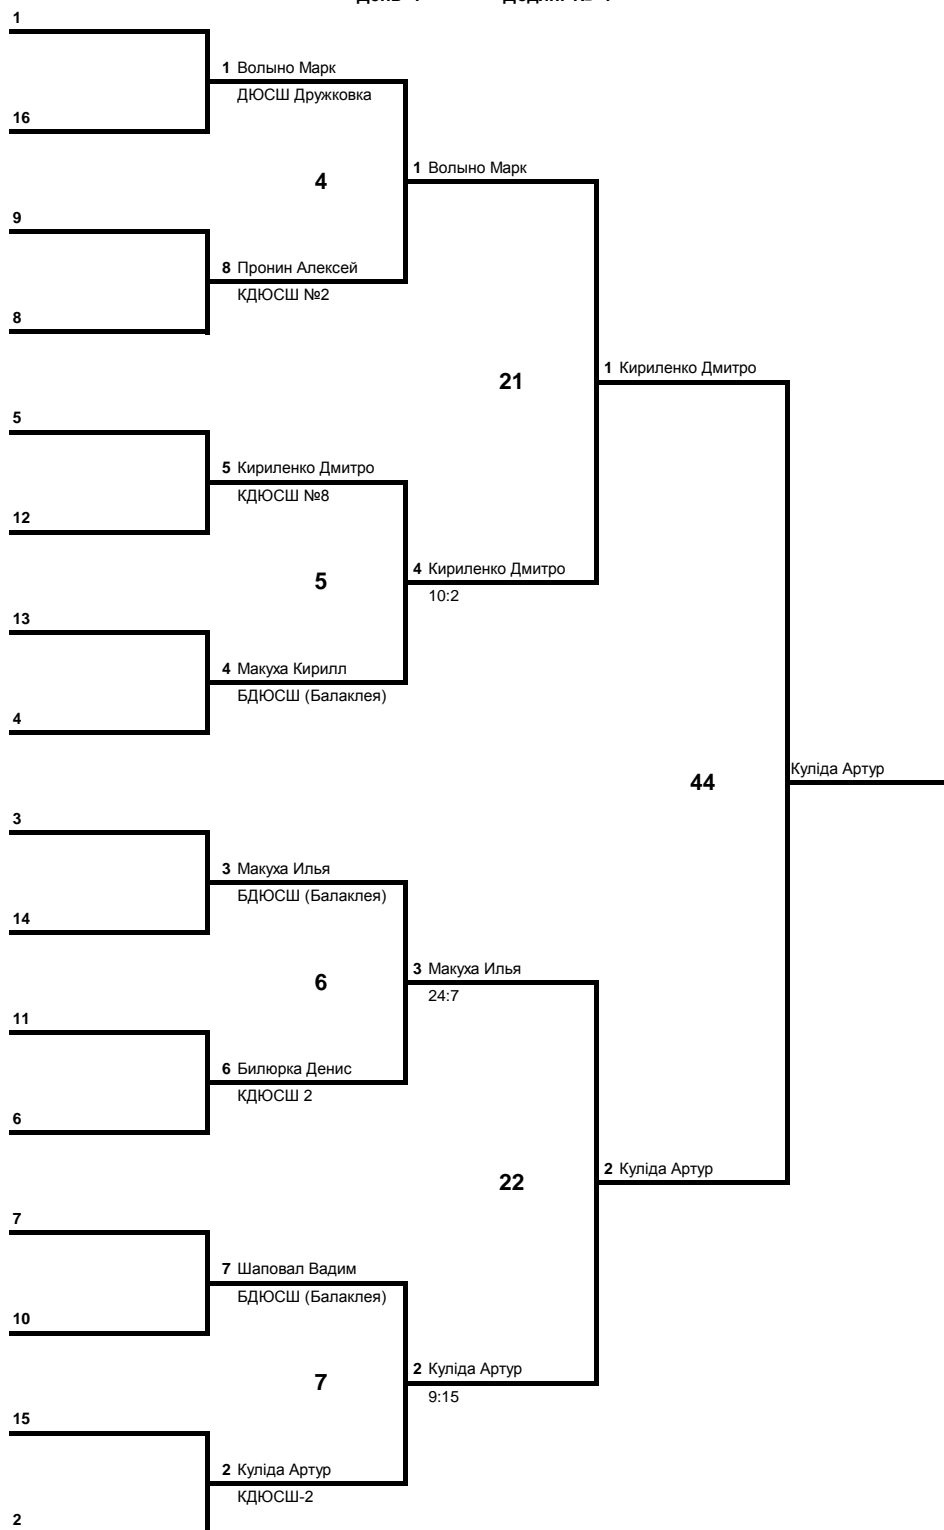 1
1 Волыно Марк
ДЮСШ Дружковка
16
1 Волыно Марк
4
9
8 Пронин Алексей
КДЮСШ №2
8
1 Кириленко Дмитро
21
5
5 Кириленко Дмитро
КДЮСШ №8
12
4 Кириленко Дмитро
5
10:2
13
4 Макуха Кирилл
БДЮСШ (Балаклея)
4
Куліда Артур
44
3
3 Макуха Илья
БДЮСШ (Балаклея)
14
3 Макуха Илья
6
24:7
11
6 Билюрка Денис
КДЮСШ 2
6
2 Куліда Артур
22
7
7 Шаповал Вадим
БДЮСШ (Балаклея)
10
2 Куліда Артур
7
9:15
15
2 Куліда Артур
КДЮСШ-2
2